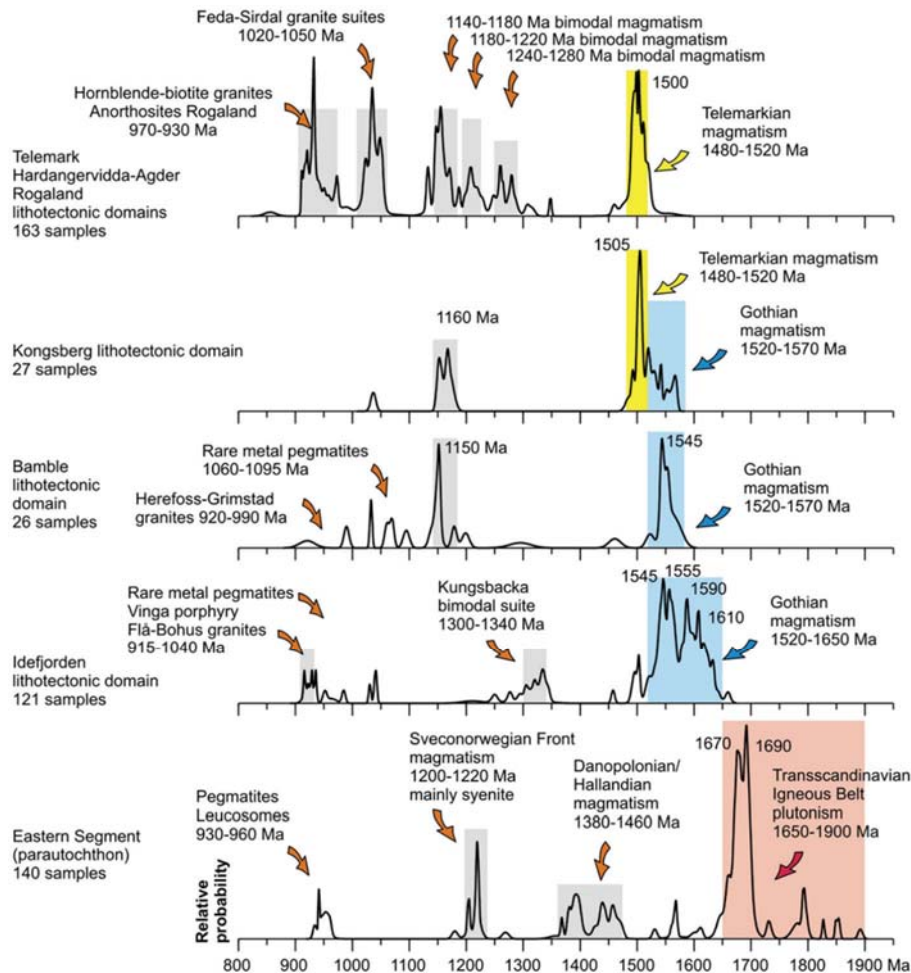 Feda-Sirdal granite suites
1020-1050 Ma
1140-1180 Ma bimodal magmatism
1180-1220 Ma bimodal magmatism
1240-1280 Ma bimodal magmatism
Hornblende-biotite granites
Anorthosites Rogaland
970-930 Ma
1500
Telemarkian
magmatism
1480-1520 Ma
Telemark
Hardangervidda-Agder
Rogaland
lithotectonic domains
163 samples
1505
Telemarkian magmatism
1480-1520 Ma
1160 Ma
Gothian
magmatism
1520-1570 Ma
Kongsberg lithotectonic domain
27 samples
Rare metal pegmatites
1060-1095 Ma
1150 Ma
1545
Bamble
lithotectonic
domain
26 samples
Herefoss-Grimstad
granites 920-990 Ma
Gothian
magmatism
1520-1570 Ma
Rare metal pegmatites
Vinga porphyry
Flå-Bohus granites
915-1040 Ma
Kungsbacka
bimodal suite
1300-1340 Ma
1545
1555
1590
1610
Gothian
magmatism
1520-1650 Ma
Idefjorden
lithotectonic domain
121 samples
Sveconorwegian Front
magmatism
1200-1220 Ma
mainly syenite
Danopolonian/
Hallandian
magmatism
1380-1460 Ma
1670
1690
Transscandinavian
Igneous Belt
plutonism
1650-1900 Ma
Pegmatites
Leucosomes
930-960 Ma
Eastern Segment
(parautochthon)
140 samples
Relative
probability
800 900 1000 1100 1200 1300 1400 1500 1600 1700 1800 1900 Ma